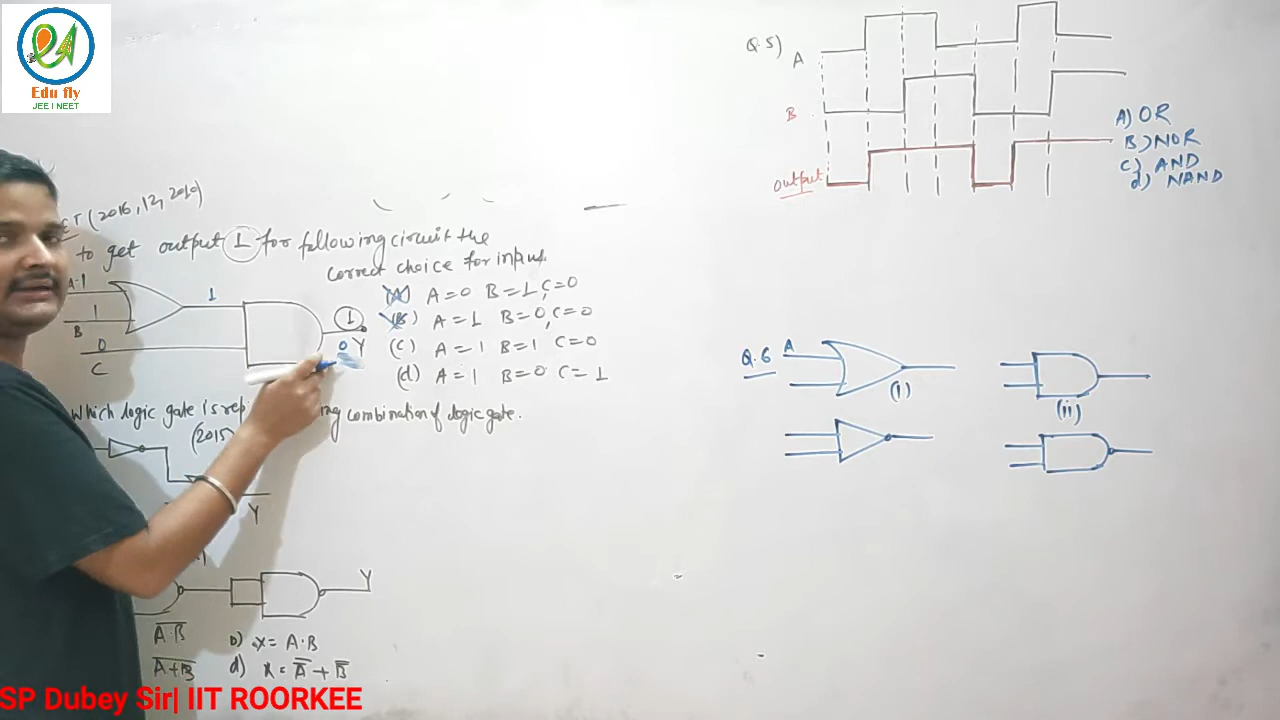 Edu fly
JEE I NEET
(2016, 12, 2010)
to get output 1 for following circuit the
correct choice for input
A-1
1
B
0
C
1
1
0 Y
(A) A=0 B=1, C=0
(B) A=1 B=0, C=0
(C) A=1 B=1 C=0
(d) A=1 B=0 C=1
Which logic gate is rep ng combination of logic gate.
(2015
Y
Y
A̅·̅B̅
b) x = A·B
A̅+̅B̅
d) x = A̅ + B̅
Q.5)
A
B
output
A) OR
B) NOR
C) AND
d) NAND
Q.6 A
(i)
(ii)
SP Dubey Sir| IIT ROORKEE